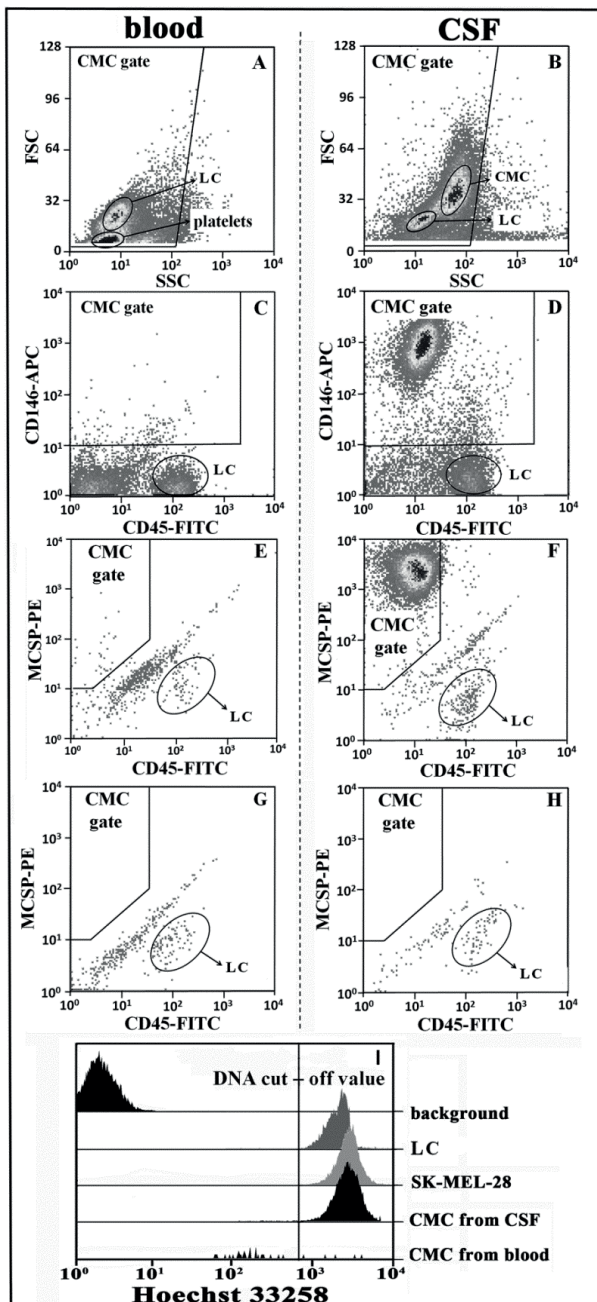 blood
CSF
CMC gate
A
FSC
128
96
64
32
0
LC
platelets
10⁰ 10¹ 10² 10³ 10⁴
SSC
CMC gate
B
FSC
128
96
64
32
0
CMC
LC
10⁰ 10¹ 10² 10³ 10⁴
SSC
CMC gate
C
CD146-APC
10⁴
10³
10²
10¹
10⁰
LC
10⁰ 10¹ 10² 10³ 10⁴
CD45-FITC
CMC gate
D
CD146-APC
10⁴
10³
10²
10¹
10⁰
LC
10⁰ 10¹ 10² 10³ 10⁴
CD45-FITC
CMC
gate
E
MCSP-PE
10⁴
10³
10²
10¹
10⁰
LC
10⁰ 10¹ 10² 10³ 10⁴
CD45-FITC
F
CMC
gate
MCSP-PE
10⁴
10³
10²
10¹
10⁰
LC
10⁰ 10¹ 10² 10³ 10⁴
CD45-FITC
CMC
gate
G
MCSP-PE
10⁴
10³
10²
10¹
10⁰
LC
10⁰ 10¹ 10² 10³ 10⁴
CD45-FITC
CMC
gate
H
MCSP-PE
10⁴
10³
10²
10¹
10⁰
LC
10⁰ 10¹ 10² 10³ 10⁴
CD45-FITC
I
DNA cut - off value
background
LC
SK-MEL-28
CMC from CSF
CMC from blood
10⁰ 10¹ 10² 10³ 10⁴
Hoechst 33258